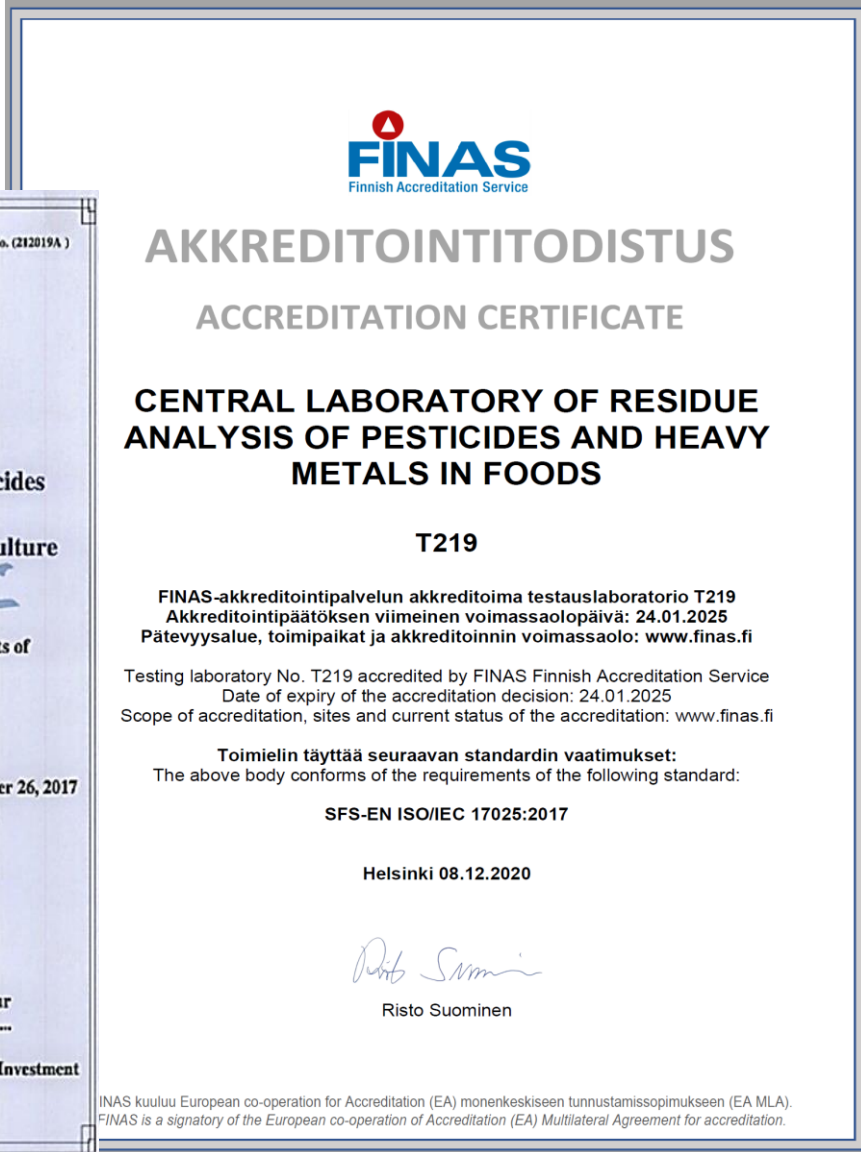 o. (212019A )
cides
ulture
ts of
er 26, 2017
ur
...
Investment
FINAS
Finnish Accreditation Service
AKKREDITOINTITODISTUS
ACCREDITATION CERTIFICATE
CENTRAL LABORATORY OF RESIDUE
ANALYSIS OF PESTICIDES AND HEAVY
METALS IN FOODS
T219
FINAS-akkreditointipalvelun akkreditoima testauslaboratorio T219
Akkreditointipäätöksen viimeinen voimassaolopäivä: 24.01.2025
Pätevyysalue, toimipaikat ja akkreditoinnin voimassaolo: www.finas.fi
Testing laboratory No. T219 accredited by FINAS Finnish Accreditation Service
Date of expiry of the accreditation decision: 24.01.2025
Scope of accreditation, sites and current status of the accreditation: www.finas.fi
Toimielin täyttää seuraavan standardin vaatimukset:
The above body conforms of the requirements of the following standard:
SFS-EN ISO/IEC 17025:2017
Helsinki 08.12.2020
Risto Suominen
INAS kuuluu European co-operation for Accreditation (EA) monenkeskiseen tunnustamissopimukseen (EA MLA).
FINAS is a signatory of the European co-operation of Accreditation (EA) Multilateral Agreement for accreditation.